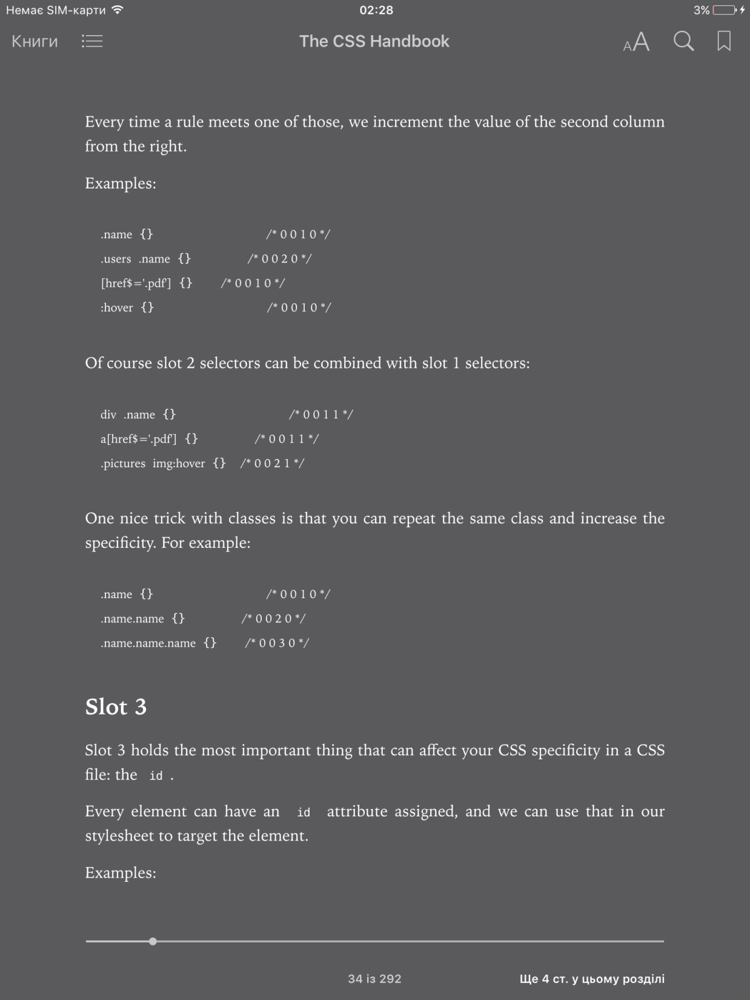 Немає SIM-карти 02:28 3%
Книги The CSS Handbook AA
Every time a rule meets one of those, we increment the value of the second column
from the right.
Examples:
.name {} /* 0 0 1 0 */
.users .name {} /* 0 0 2 0 */
[href$='.pdf'] {} /* 0 0 1 0 */
:hover {} /* 0 0 1 0 */
Of course slot 2 selectors can be combined with slot 1 selectors:
div .name {} /* 0 0 1 1 */
a[href$='.pdf'] {} /* 0 0 1 1 */
.pictures img:hover {} /* 0 0 2 1 */
One nice trick with classes is that you can repeat the same class and increase the
specificity. For example:
.name {} /* 0 0 1 0 */
.name.name {} /* 0 0 2 0 */
.name.name.name {} /* 0 0 3 0 */
Slot 3
Slot 3 holds the most important thing that can affect your CSS specificity in a CSS
file: the id .
Every element can have an id attribute assigned, and we can use that in our
stylesheet to target the element.
Examples:
34 із 292 Ще 4 ст. у цьому розділі